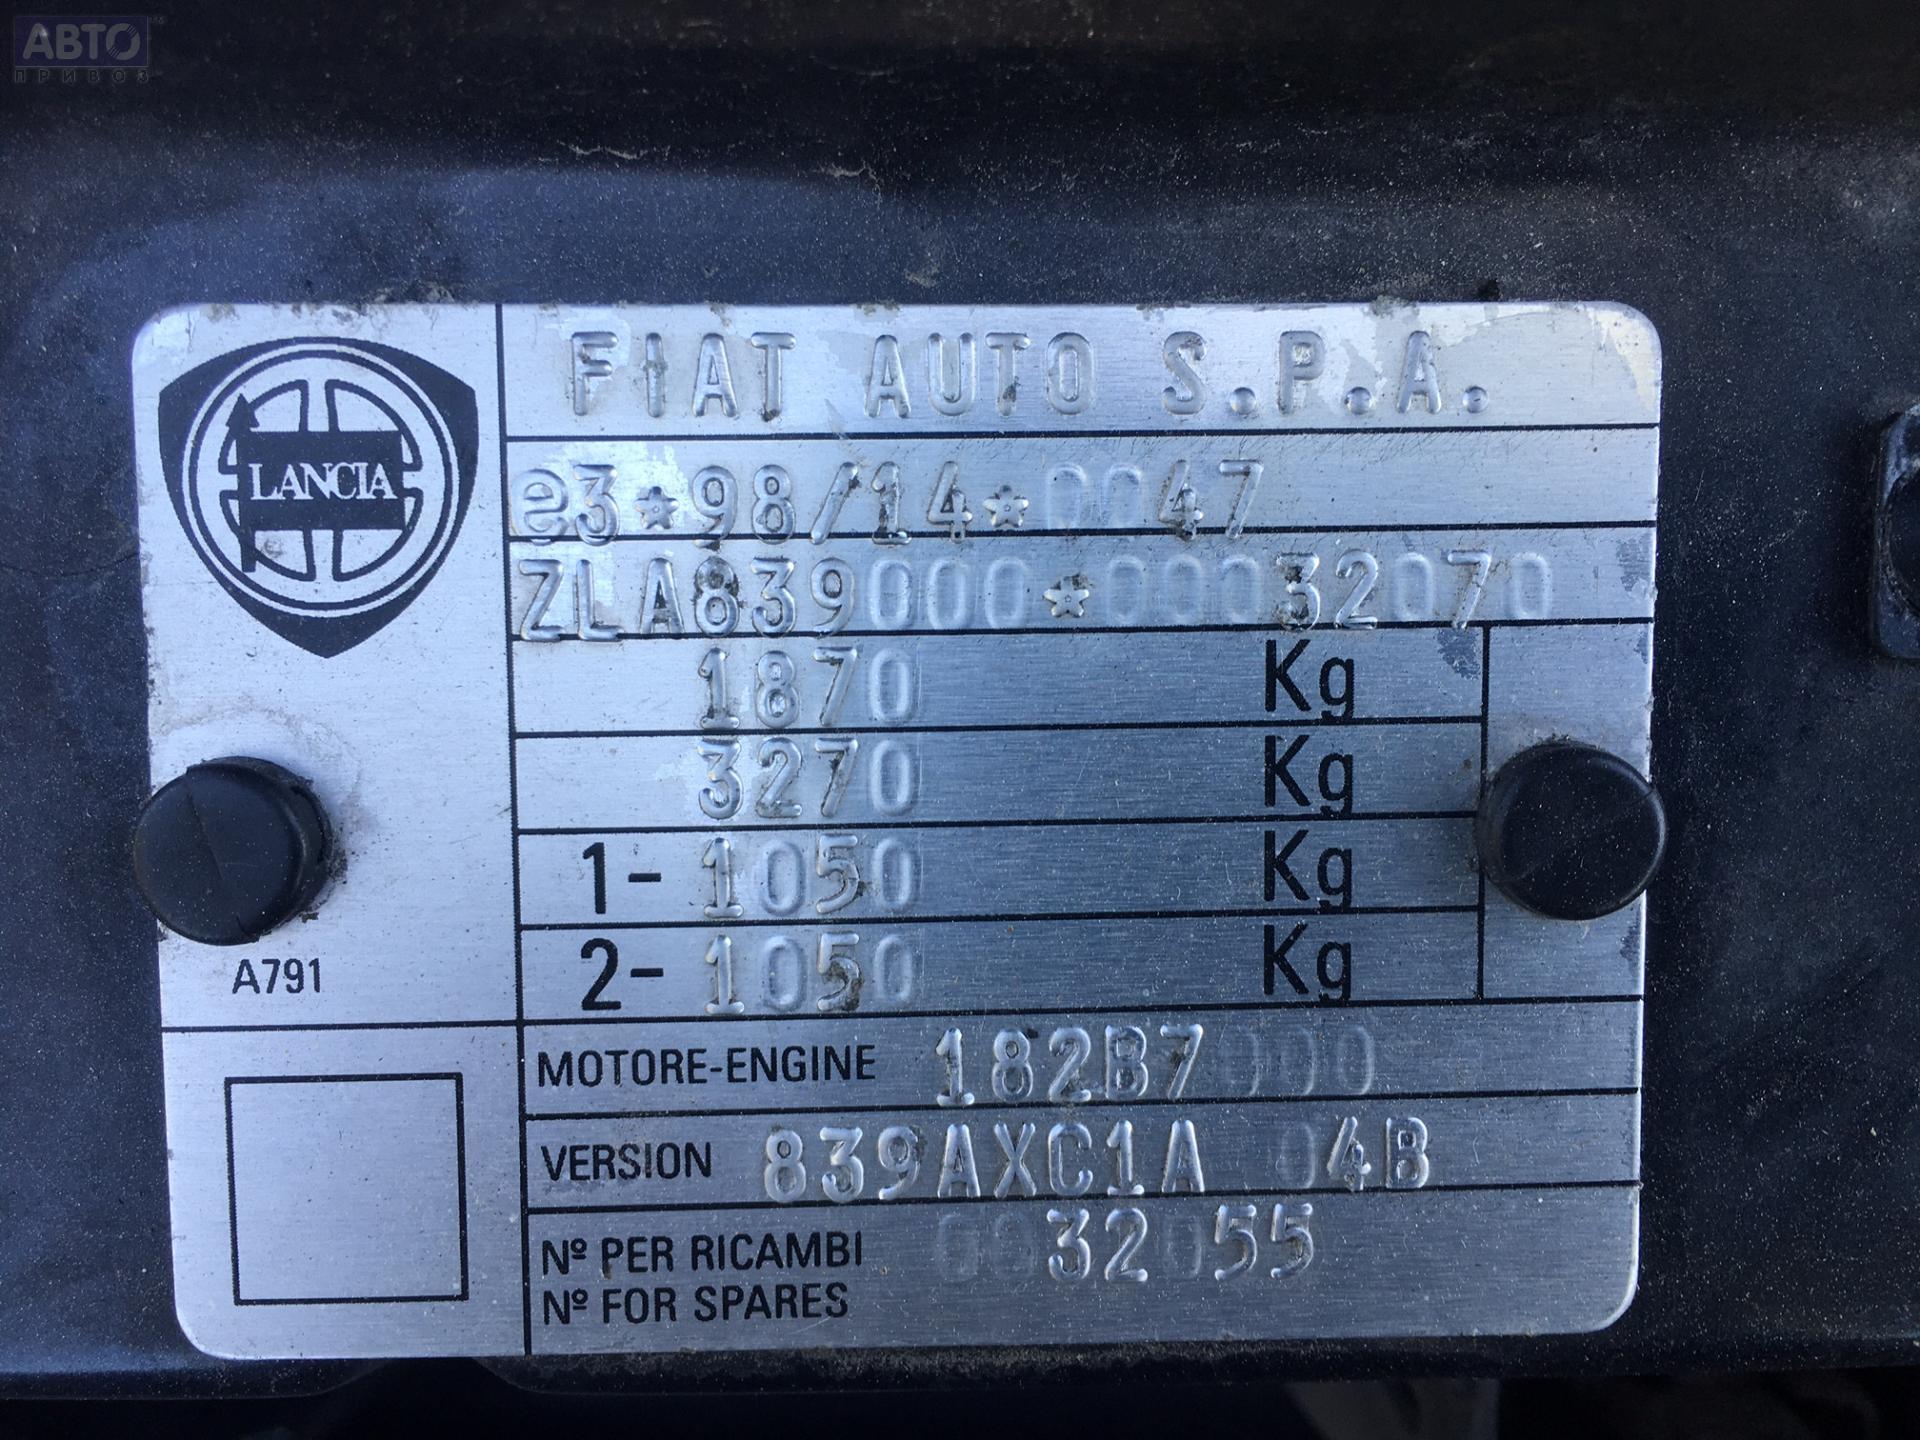 АВТО
ПРИВОЗ
LANCIA
FIAT AUTO S.P.A.
e3*98/14*0047
ZLA839000*00032070
1870 Kg
3270 Kg
1- 1050 Kg
2- 1050 Kg
A791
MOTORE-ENGINE 182B7000
VERSION 839AXC1A 04B
Nº PER RICAMBI 0032055
Nº FOR SPARES